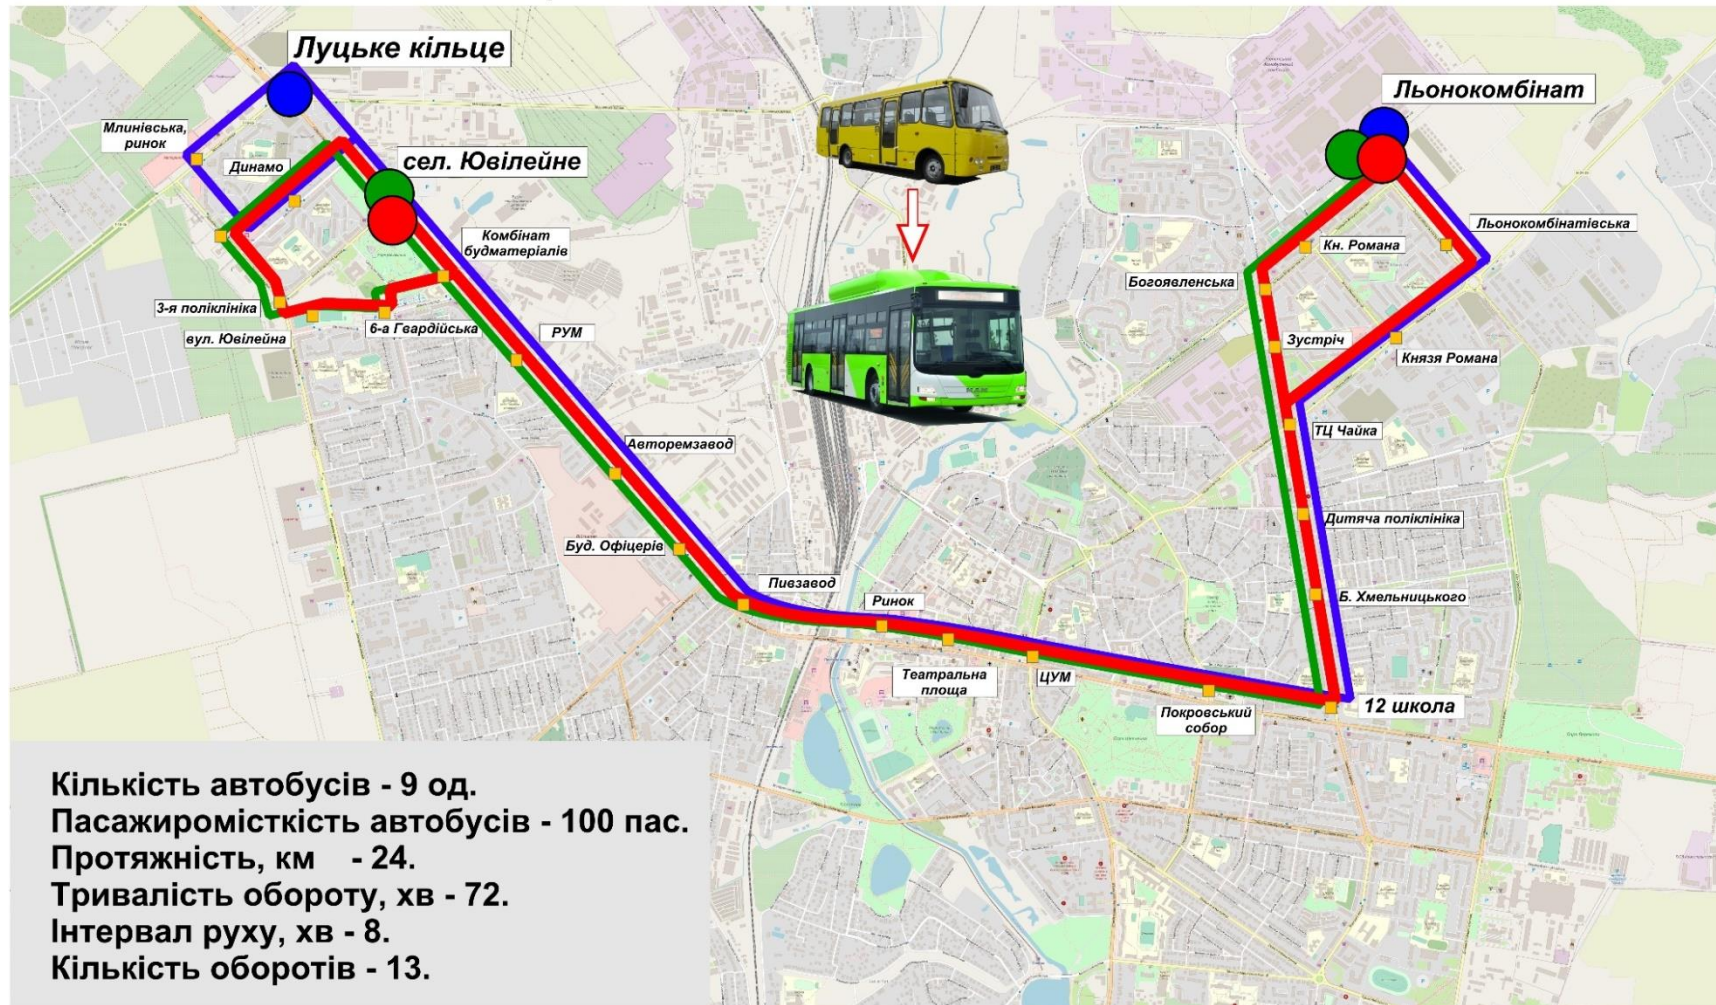 Луцьке кільце
Льонокомбінат
Млинівська,
ринок
Динамо
сел. Ювілейне
Комбінат
будматеріалів
Льонокомбінатівська
Кн. Романа
Богоявленська
3-я поліклініка
вул. Ювілейна
6-а Гвардійська
РУМ
Зустріч
Князя Романа
ТЦ Чайка
Авторемзавод
Дитяча поліклініка
Буд. Офіцерів
Пивзавод
Ринок
Б. Хмельницького
Театральна
площа
ЦУМ
Покровський
собор
12 школа
Кількість автобусів - 9 од.
Пасажиромісткість автобусів - 100 пас.
Протяжність, км - 24.
Тривалість обороту, хв - 72.
Інтервал руху, хв - 8.
Кількість оборотів - 13.